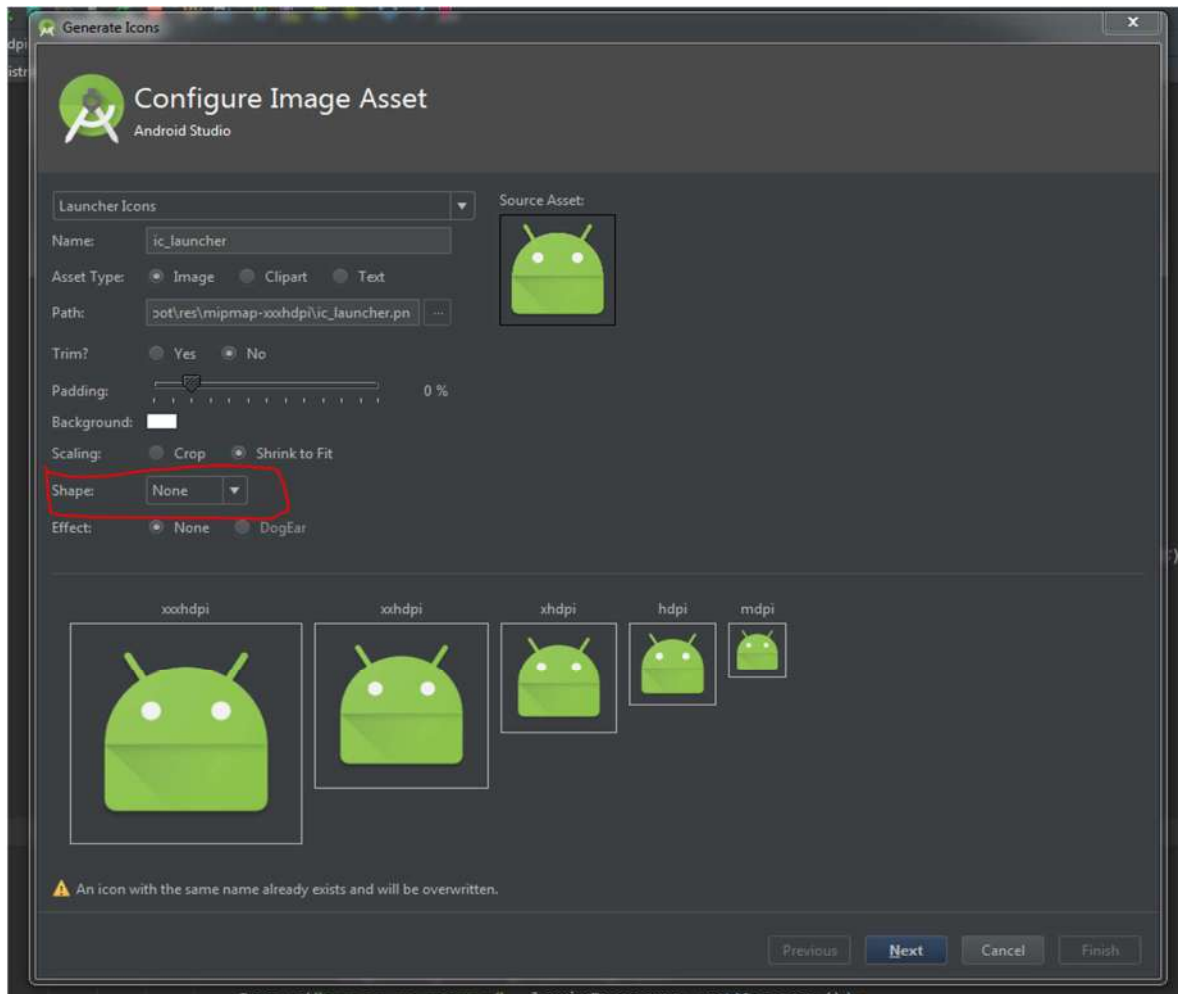 Generate Icons
Configure Image Asset
Android Studio
Launcher Icons
Source Asset:
Name: ic_launcher
Asset Type: Image Clipart Text
Path: oot\res\mipmap-xxxhdpi\ic_launcher.pn ...
Trim? Yes No
Padding: 0 %
Background:
Scaling: Crop Shrink to Fit
Shape: None
Effect: None DogEar
xxxhdpi xxhdpi xhdpi hdpi mdpi
An icon with the same name already exists and will be overwritten.
Previous Next Cancel Finish